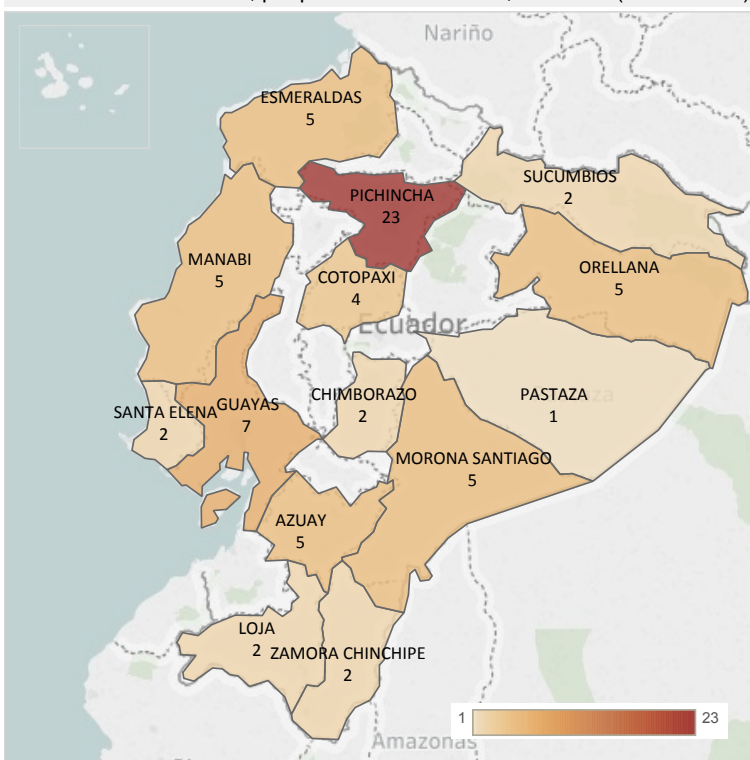 Nariño
ESMERALDAS
5
SUCUMBIOS
2
PICHINCHA
23
MANABI
5
COTOPAXI
4
ORELLANA
5
Ecuador
CHIMBORAZO
2
PASTAZA
1
SANTA ELENA
2
GUAYAS
7
MORONA SANTIAGO
5
AZUAY
5
LOJA
2
ZAMORA CHINCHIPE
2
1
23
Amazonas